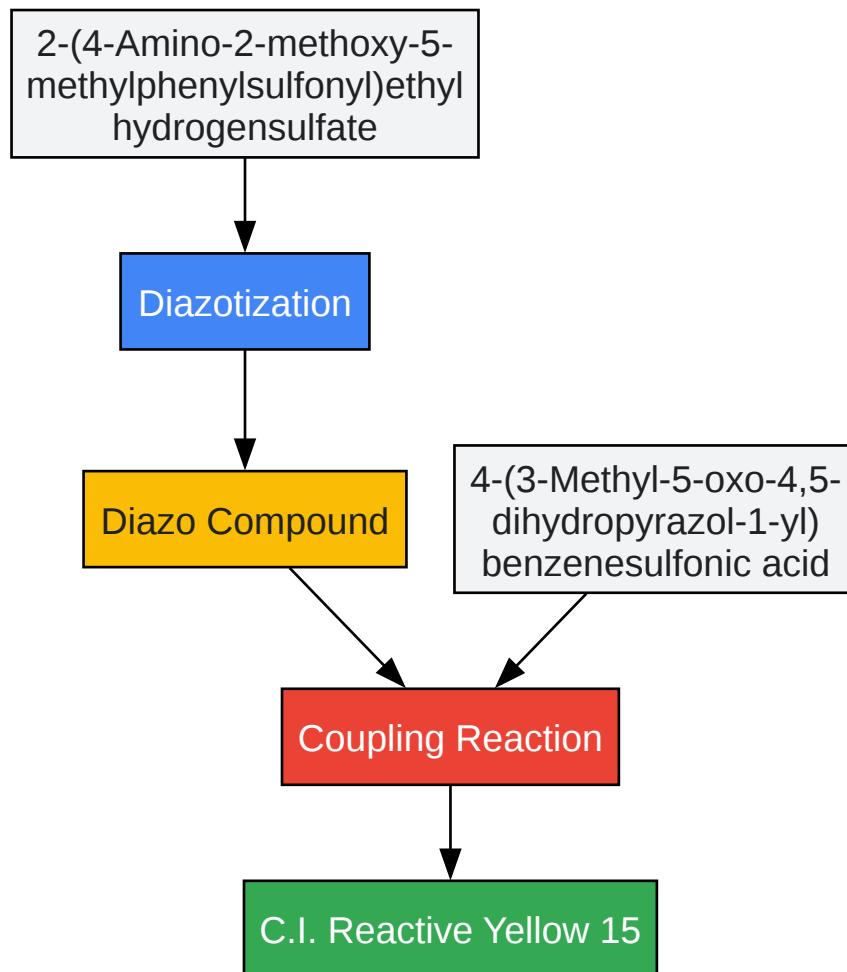 2-(4-Amino-2-methoxy-5-
methylphenylsulfonyl)ethyl
hydrogensulfate
Diazotization
Diazo Compound
4-(3-Methyl-5-oxo-4,5-
dihydropyrazol-1-yl)
benzenesulfonic acid
Coupling Reaction
C.I. Reactive Yellow 15